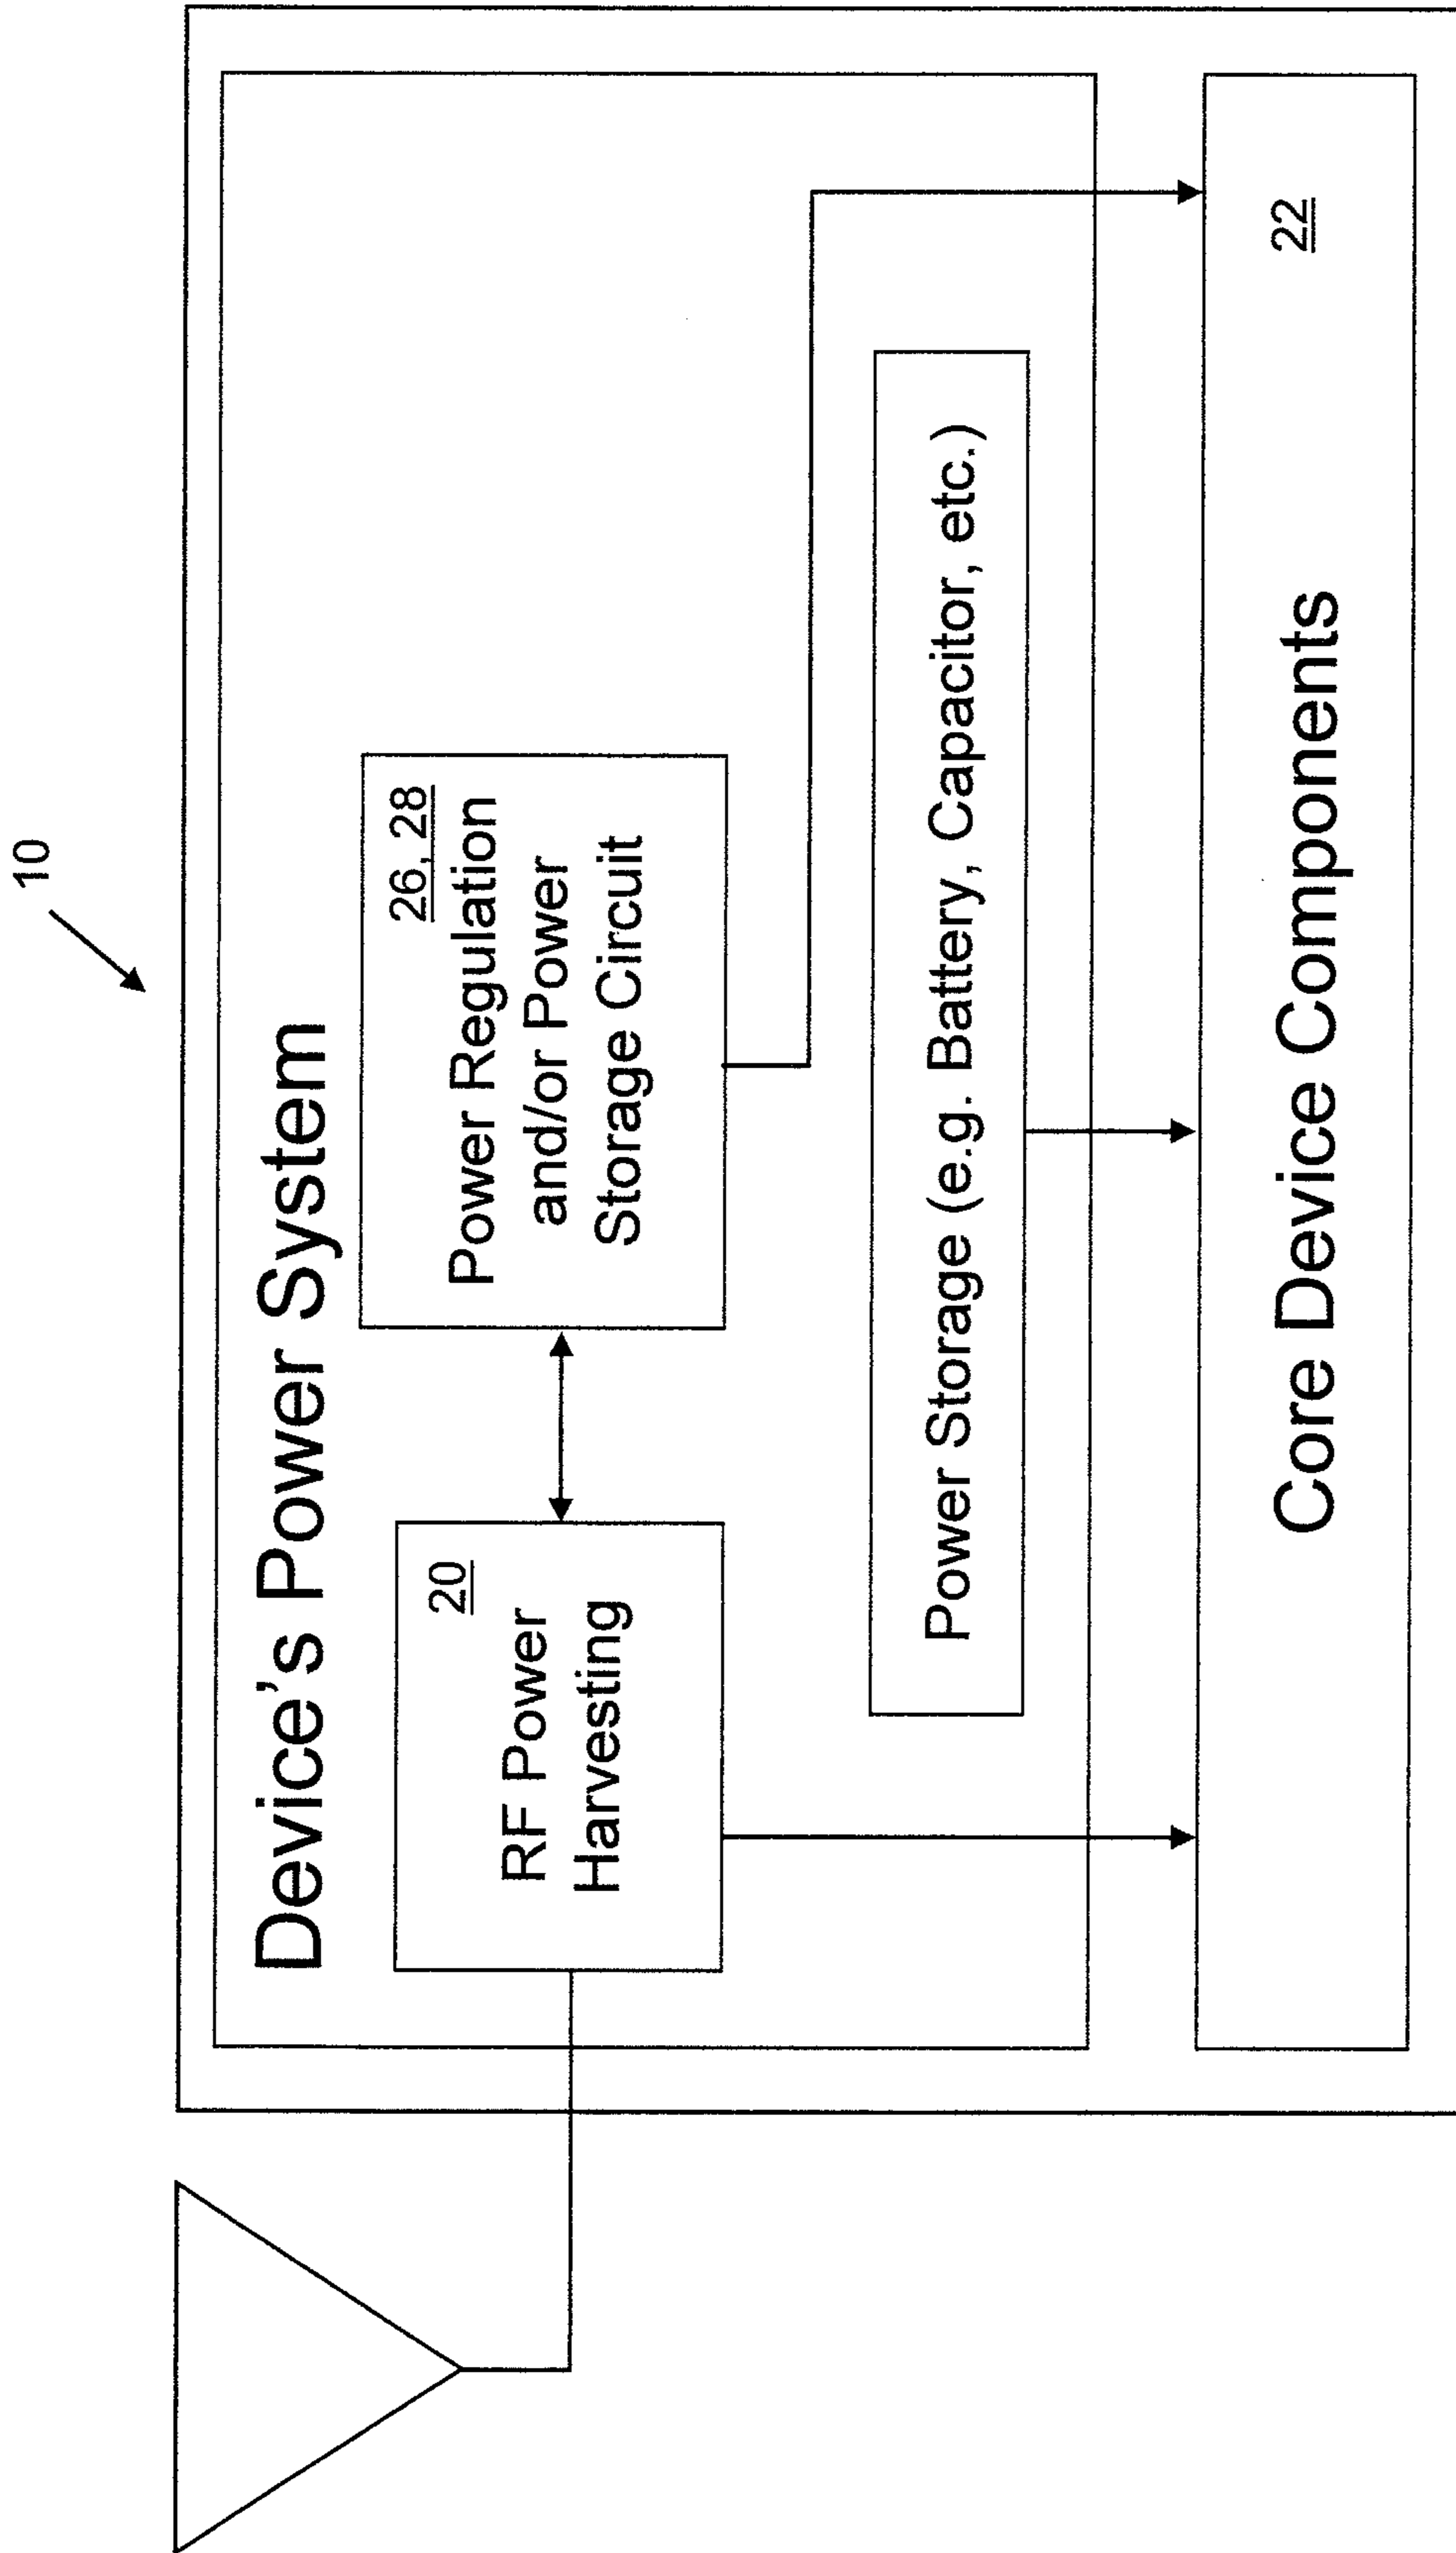 10
Device's Power System
20
RF Power
Harvesting
26, 28
Power Regulation
and/or Power
Storage Circuit
Power Storage (e.g. Battery, Capacitor, etc.)
22
Core Device Components